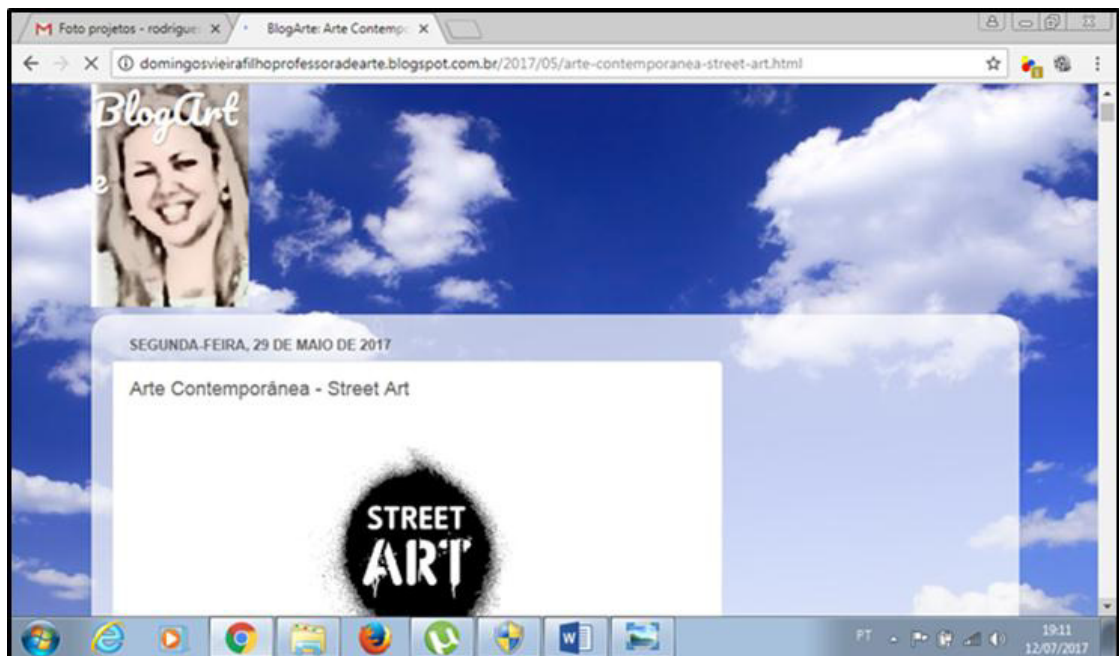 Foto projetos - rodrigue
BlogArte: Arte Contemp
domingosvieirafilhoprofessoradearte.blogspot.com.br/2017/05/arte-contemporanea-street-art.html
BlogArt
e
SEGUNDA-FEIRA, 29 DE MAIO DE 2017
Arte Contemporânea - Street Art
STREET
ART
PT
19:11
12/07/2017